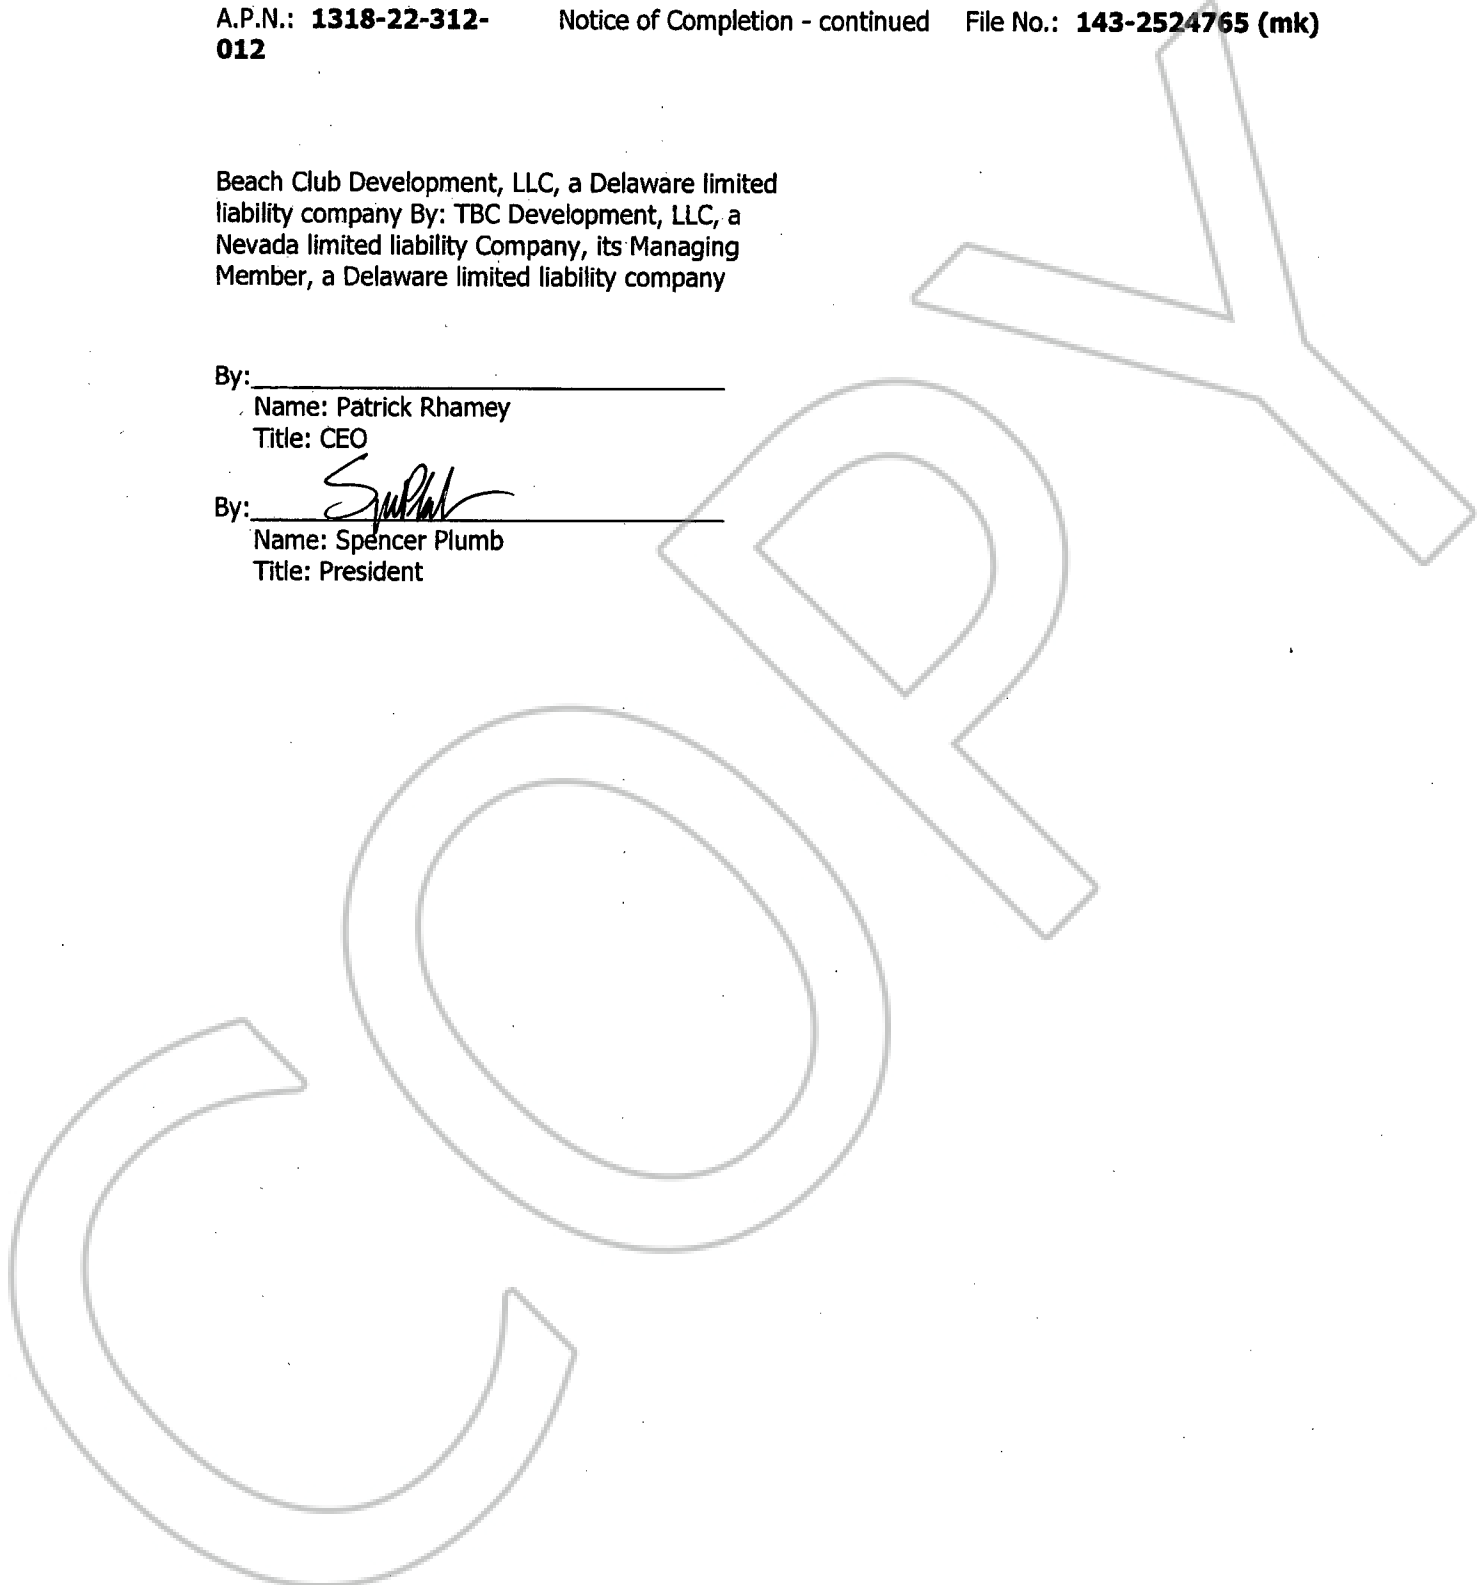 A.P.N.: 1318-22-312-012 Notice of Completion - continued File No.: 143-2524765 (mk)
Beach Club Development, LLC, a Delaware limited
liability company By: TBC Development, LLC, a
Nevada limited liability Company, its Managing
Member, a Delaware limited liability company
By:
Name: Patrick Rhamey
Title: CEO
By:
Name: Spencer Plumb
Title: President
COPY